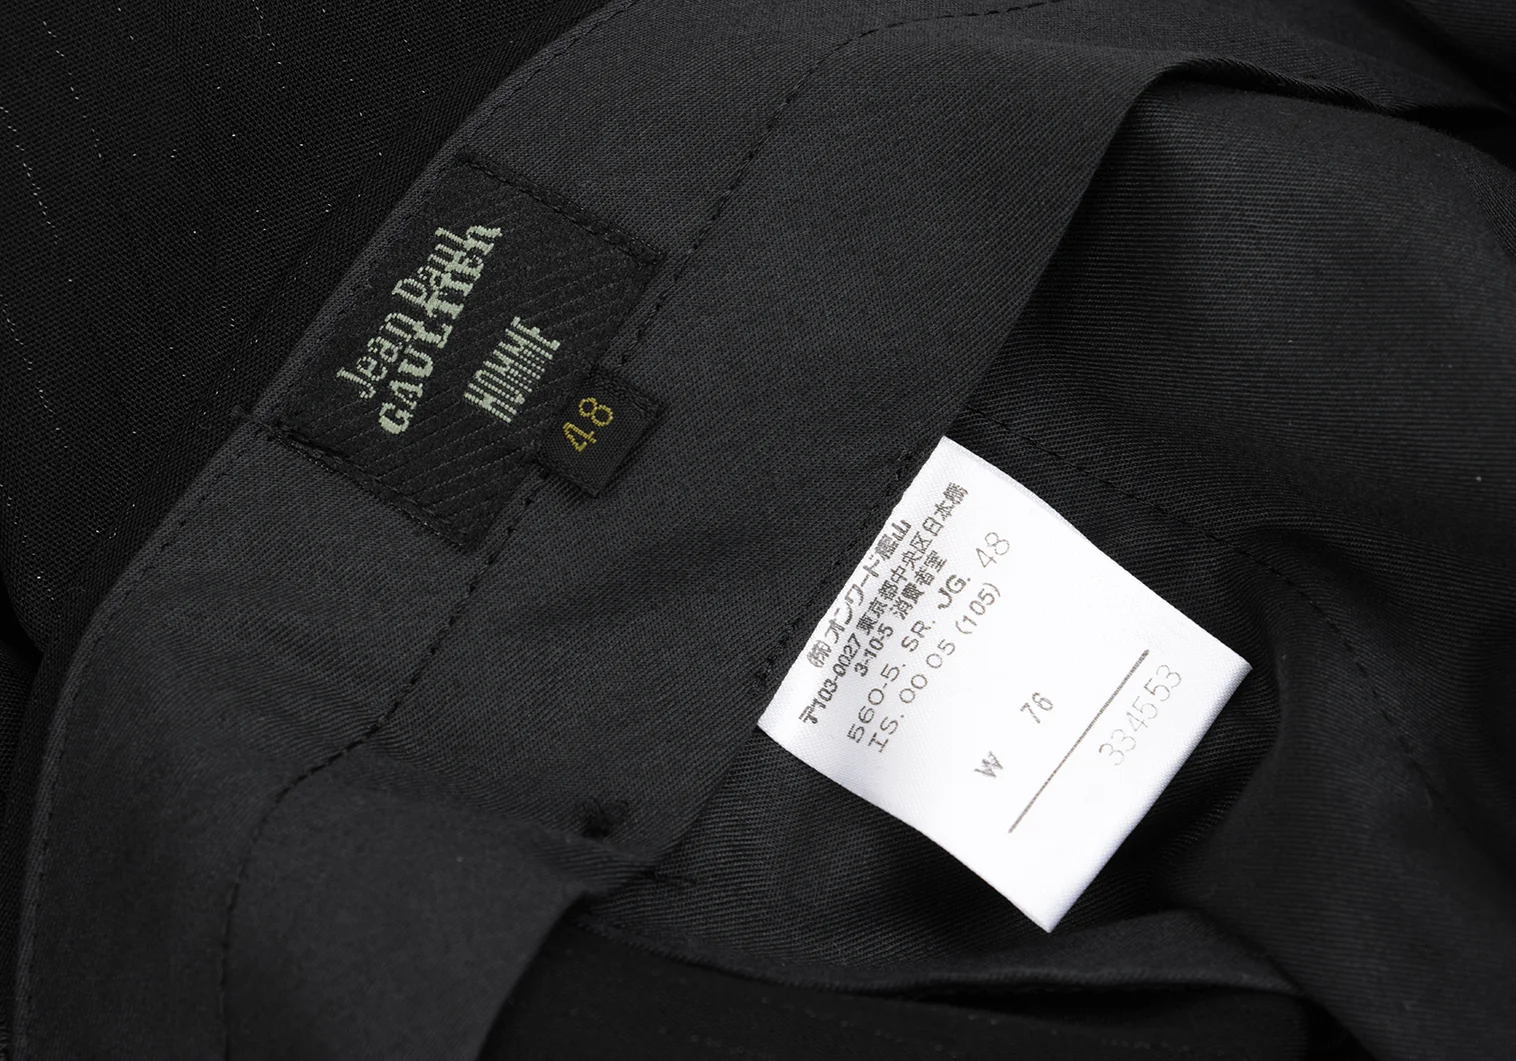 Jean Paul
GAULTIER
HOMME
48
㈱オンワード樫山
〒103-0027 東京都中央区日本橋
3-10-5 消費者室
560-5. SR. JG. 48
IS. 00 05 (105)
W 76
334553